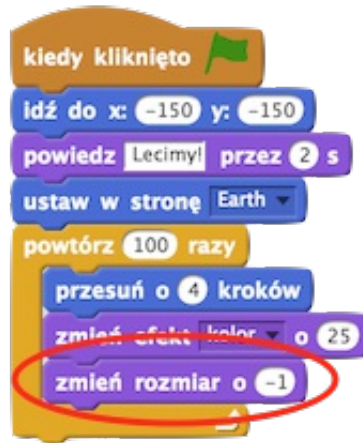 kiedy kliknięto
idź do x: -150 y: -150
powiedz Lecimy! przez 2 s
ustaw w stronę Earth
powtórz 100 razy
przesuń o 4 kroków
zmień efekt kolor o 25
zmień rozmiar o -1